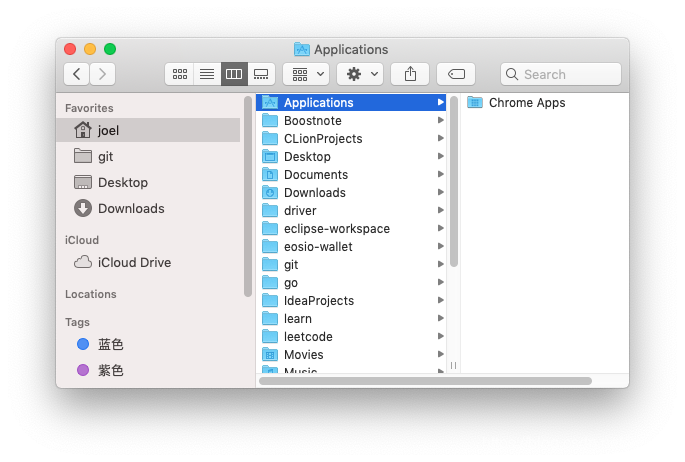 Applications
Search
Favorites
joel
git
Desktop
Downloads
iCloud
iCloud Drive
Locations
Tags
蓝色
紫色
Applications
Boostnote
CLionProjects
Desktop
Documents
Downloads
driver
eclipse-workspace
eosio-wallet
git
go
IdeaProjects
learn
leetcode
Movies
Music
Chrome Apps